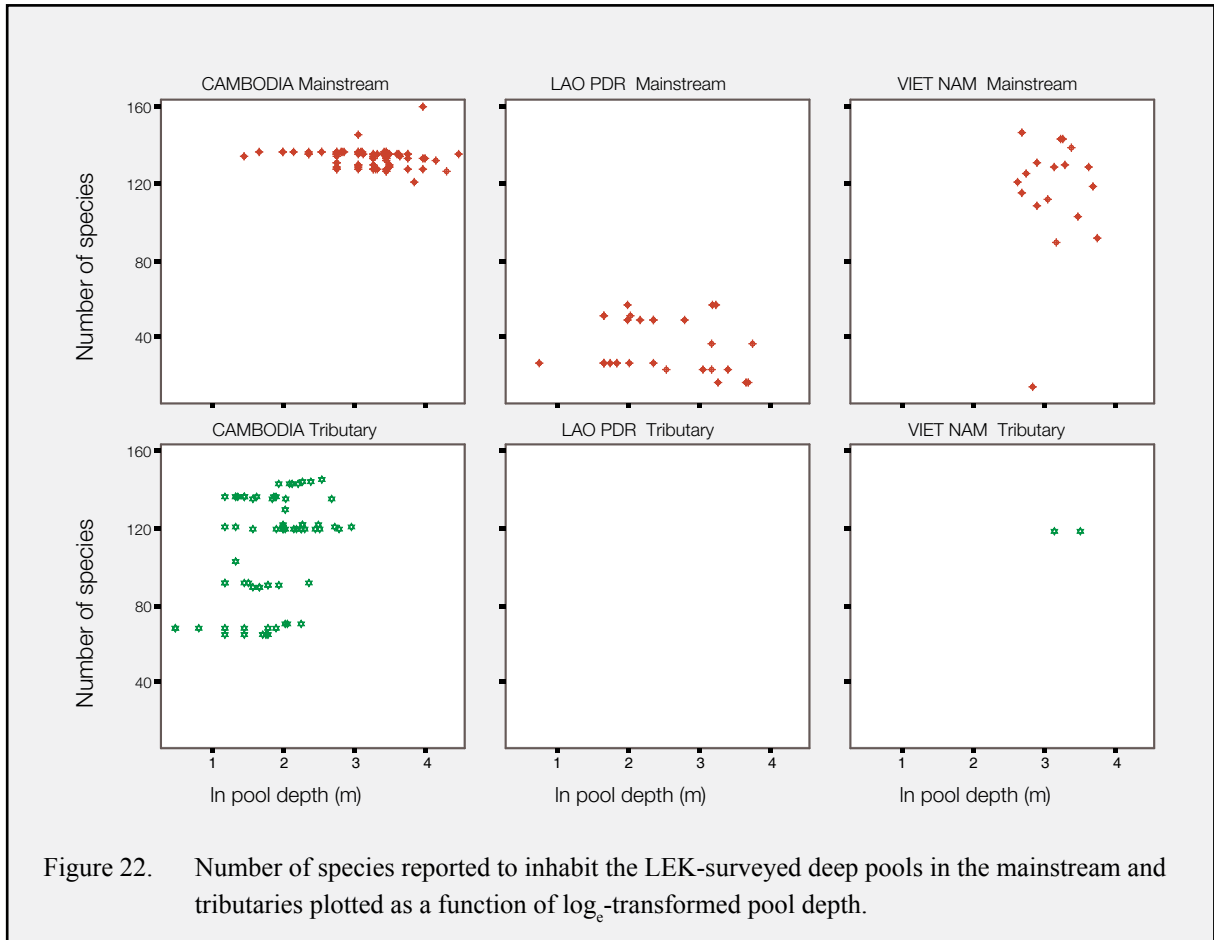 CAMBODIA Mainstream
LAO PDR Mainstream
VIET NAM Mainstream
Number of species
160
120
80
40
CAMBODIA Tributary
LAO PDR Tributary
VIET NAM Tributary
Number of species
160
120
80
40
1 2 3 4
1 2 3 4
1 2 3 4
ln pool depth (m)
ln pool depth (m)
ln pool depth (m)
Figure 22. Number of species reported to inhabit the LEK-surveyed deep pools in the mainstream and
tributaries plotted as a function of logₑ-transformed pool depth.